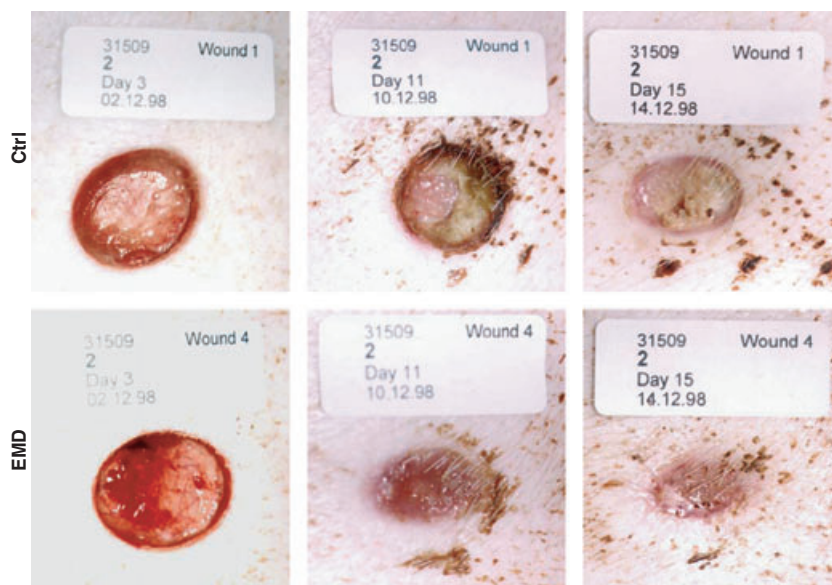 Ctrl
31509 Wound 1
2
Day 3
02.12.98
31509 Wound 1
2
Day 11
10.12.98
31509 Wound 1
2
Day 15
14.12.98
EMD
31509 Wound 4
2
Day 3
02.12.98
31509 Wound 4
2
Day 11
10.12.98
31509 Wound 4
2
Day 15
14.12.98